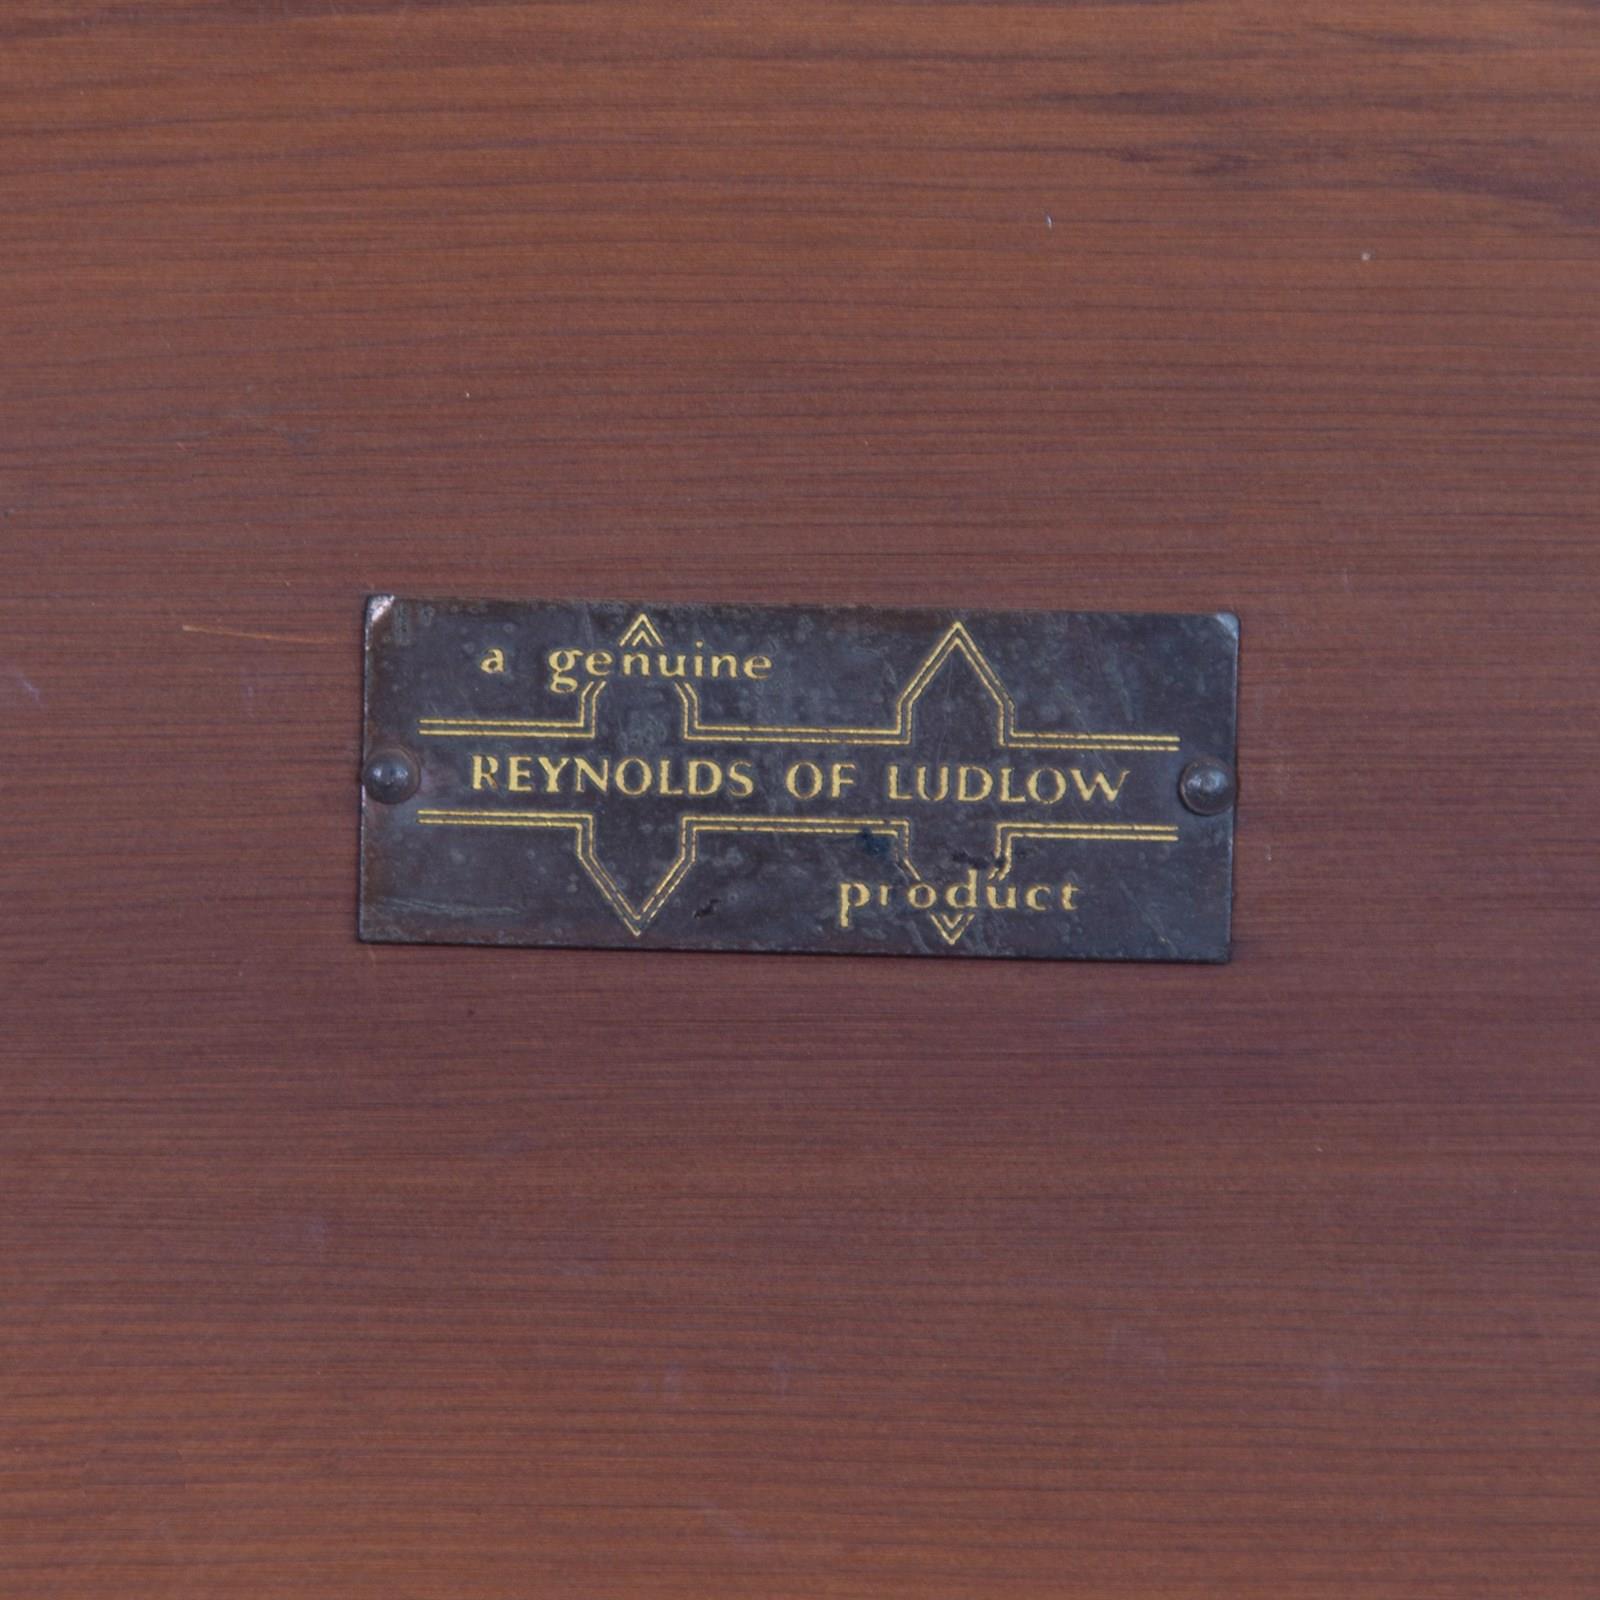 a genuine
REYNOLDS OF LUDLOW
product